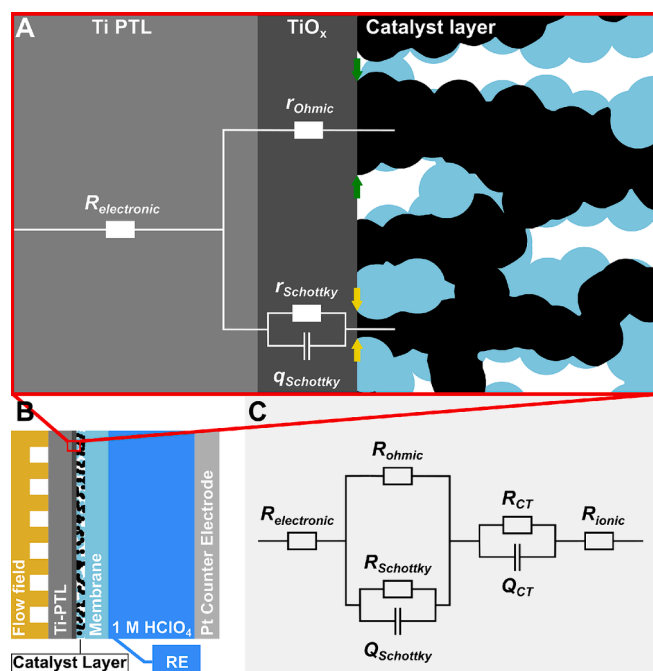 A
Ti PTL
TiOx
Catalyst layer
rOhmic
Relectronic
rSchottky
qSchottky
B
Flow field
Ti-PTL
Membrane
1 M HClO4
Pt Counter Electrode
Catalyst Layer
RE
C
Rohmic
Relectronic
RCT
Rionic
RSchottky
QCT
QSchottky